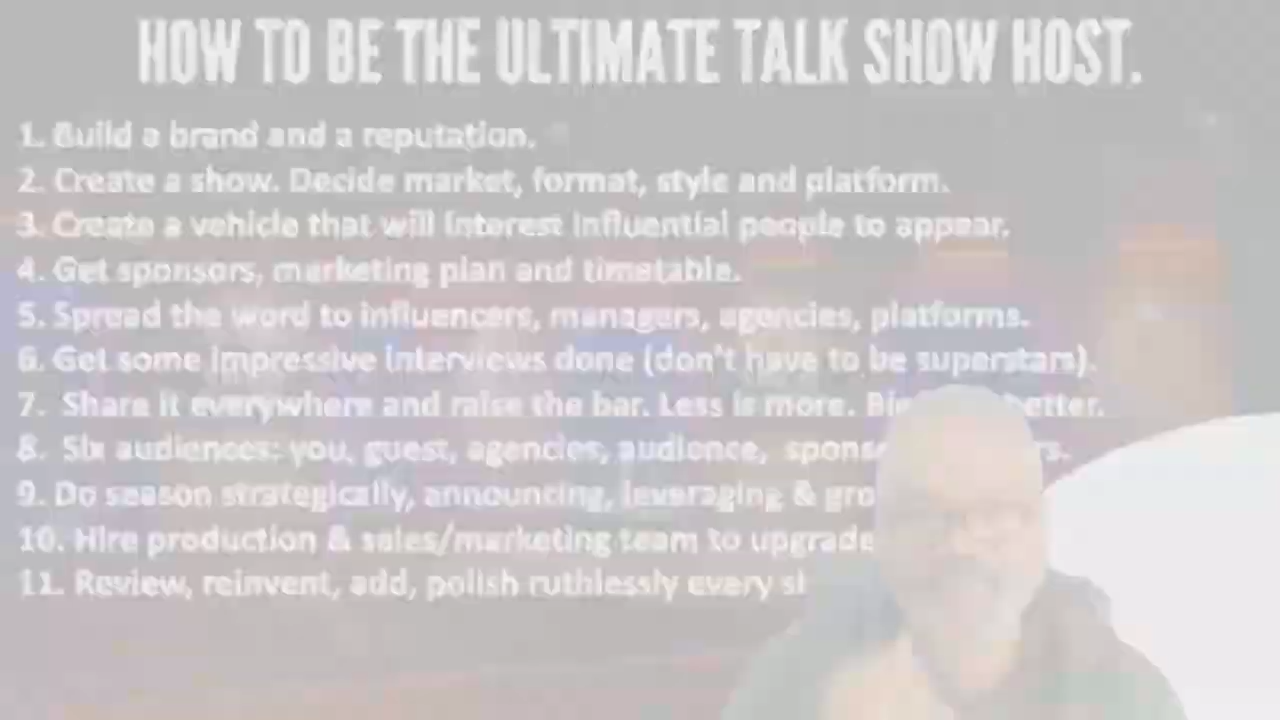 HOW TO BE THE ULTIMATE TALK SHOW HOST.
1. Build a brand and a reputation.
2. Create a show. Decide market, format, style and platform.
3. Create a vehicle that will interest influential people to appear.
4. Get sponsors, marketing plan and timetable.
5. Spread the word to influencers, managers, agencies, platforms.
6. Get some impressive interviews done (don't have to be superstars).
7. Share it everywhere and raise the bar. Less is more.
8. Six audiences: you, guest, agencies, audience,
9. Do season strategically, announcing, leveraging &
10. Hire production & sales/marketing team to upgrade
11. Review, reinvent, add, polish ruthlessly every